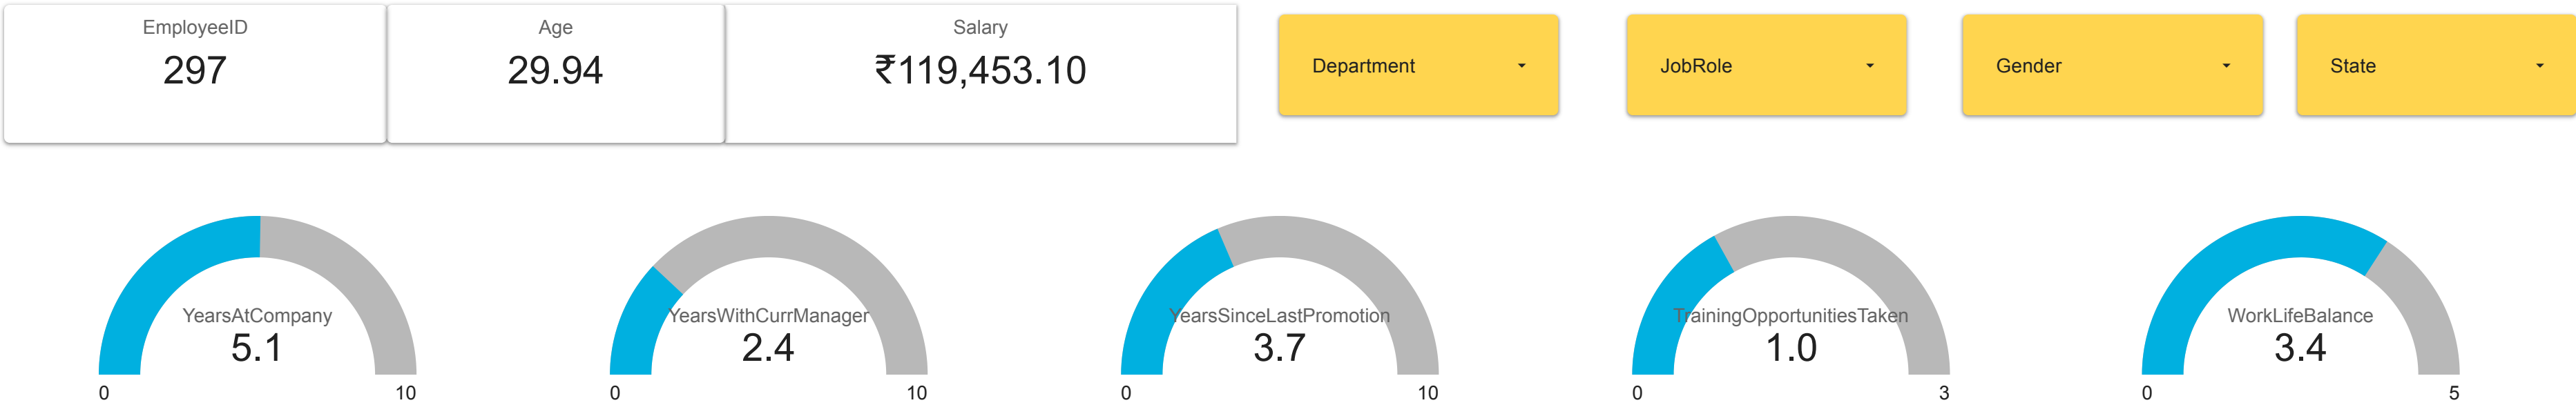 EmployeeID
297
Age
29.94
Salary
₹119,453.10
Department
JobRole
Gender
State
YearsAtCompany
5.1
0
10
YearsWithCurrManager
2.4
0
10
YearsSinceLastPromotion
3.7
0
10
TrainingOpportunitiesTaken
1.0
0
3
WorkLifeBalance
3.4
0
5